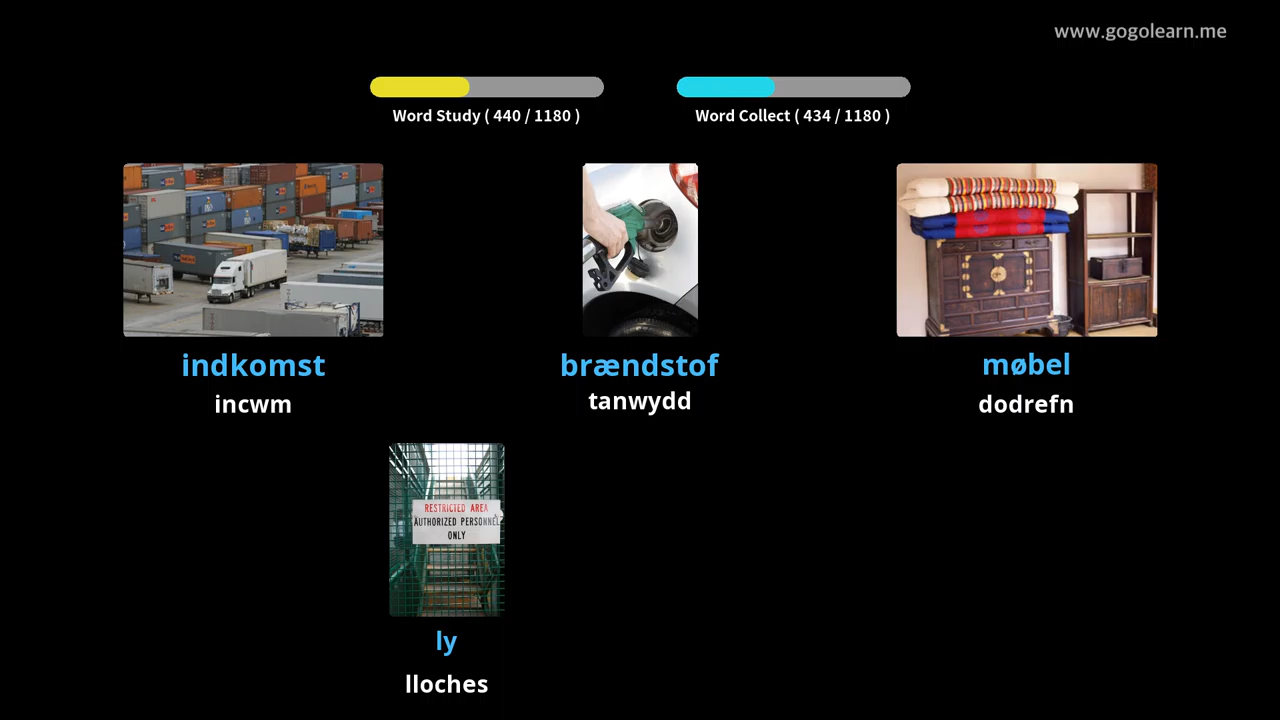 www.gogolearn.me
Word Study ( 440 / 1180 )
Word Collect ( 434 / 1180 )
indkomst
incwm
brændstof
tanwydd
møbel
dodrefn
RESTRICTED AREA
AUTHORIZED PERSONNEL
ONLY
ly
lloches